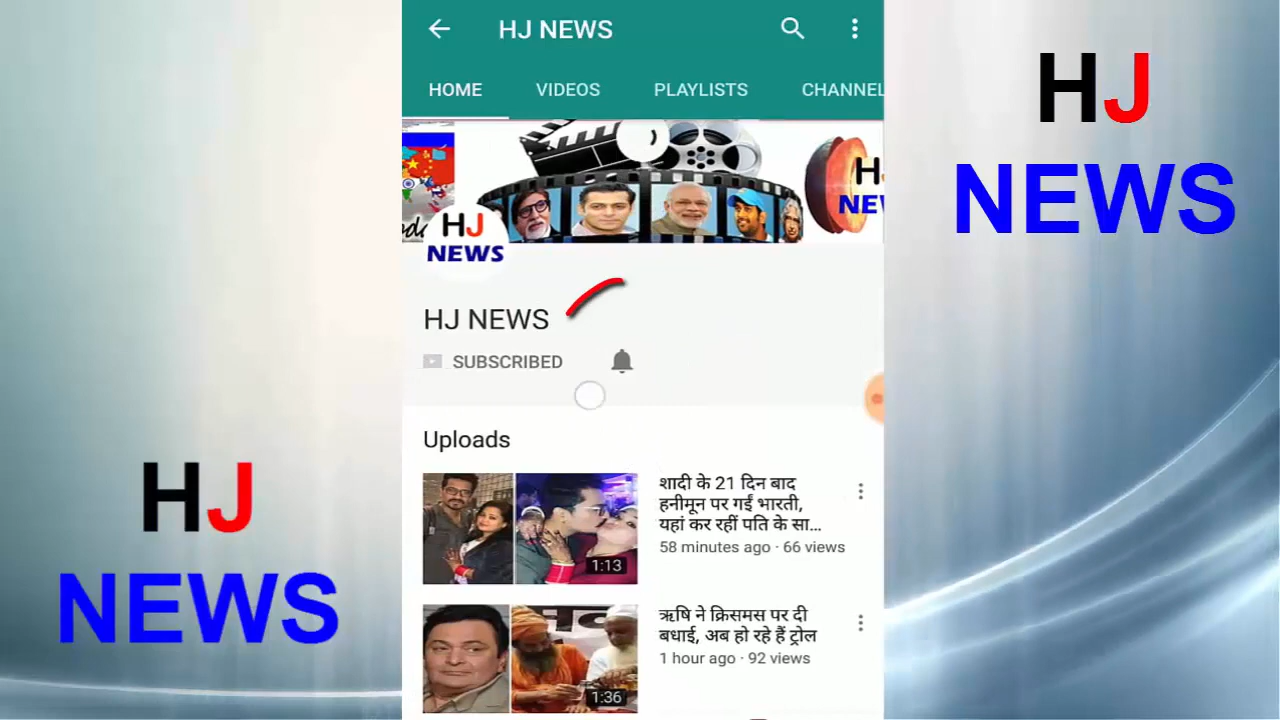 HJ NEWS
HOME VIDEOS PLAYLISTS CHANNEL
HJ
NEWS
HJ
NEWS
HJ NEWS
SUBSCRIBED
Uploads
शादी के 21 दिन बाद
हनीमून पर गईं भारती,
यहां कर रहीं पति के सा...
58 minutes ago · 66 views
1:13
ऋषि ने क्रिसमस पर दी
बधाई, अब हो रहे हैं ट्रोल
1 hour ago · 92 views
1:36
HJ
NEWS